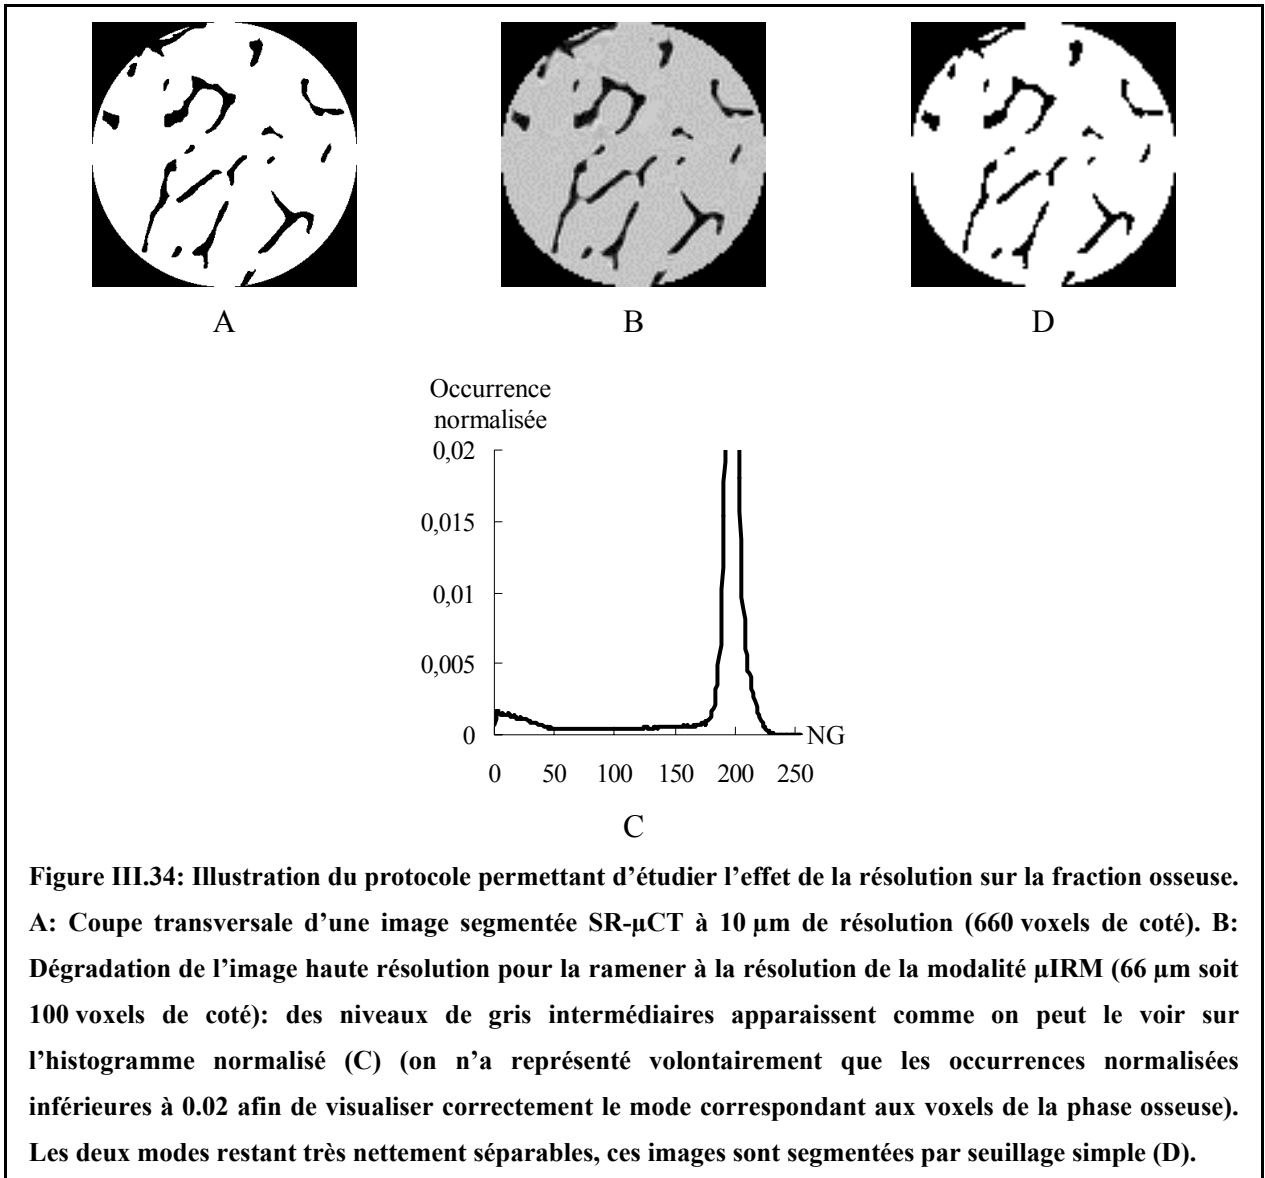 A B D
Occurrence
normalisée
0,02
0,015
0,01
0,005
0
NG
0 50 100 150 200 250
C
Figure III.34: Illustration du protocole permettant d’étudier l’effet de la résolution sur la fraction osseuse.
A: Coupe transversale d’une image segmentée SR-µCT à 10 µm de résolution (660 voxels de coté). B:
Dégradation de l’image haute résolution pour la ramener à la résolution de la modalité µIRM (66 µm soit
100 voxels de coté): des niveaux de gris intermédiaires apparaissent comme on peut le voir sur
l’histogramme normalisé (C) (on n’a représenté volontairement que les occurrences normalisées
inférieures à 0.02 afin de visualiser correctement le mode correspondant aux voxels de la phase osseuse).
Les deux modes restant très nettement séparables, ces images sont segmentées par seuillage simple (D).